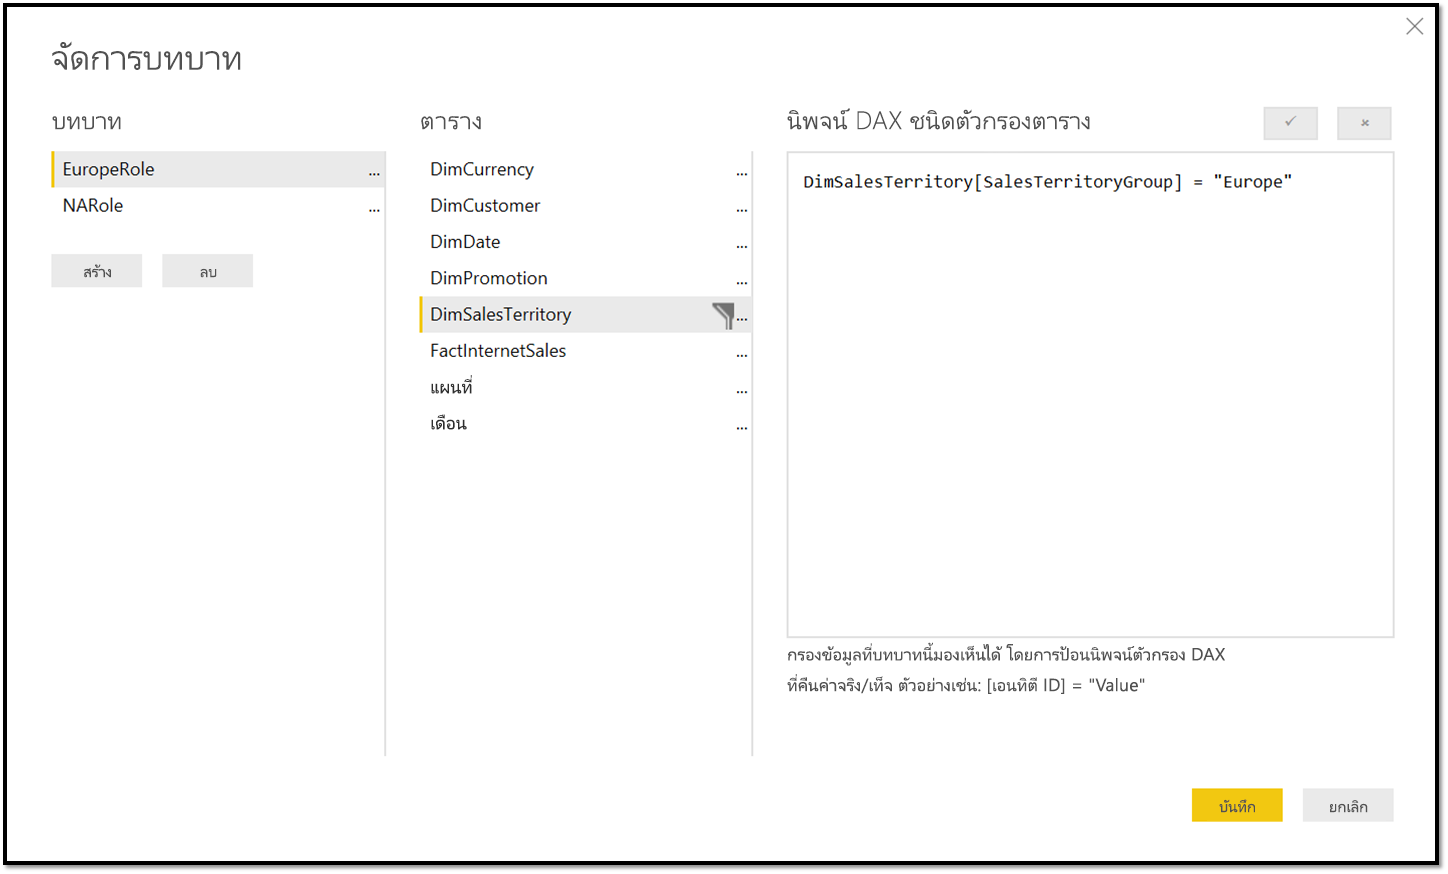 จัดการบทบาท
บทบาท
EuropeRole ...
NARole ...
สร้าง
ลบ
ตาราง
DimCurrency ...
DimCustomer ...
DimDate ...
DimPromotion ...
DimSalesTerritory ...
FactInternetSales ...
แผนที่ ...
เดือน ...
นิพจน์ DAX ชนิดตัวกรองตาราง
DimSalesTerritory[SalesTerritoryGroup] = "Europe"
กรองข้อมูลที่บทบาทนี้มองเห็นได้ โดยการป้อนนิพจน์ตัวกรอง DAX
ที่คืนค่าจริง/เท็จ ตัวอย่างเช่น: [เอนทิตี ID] = "Value"
บันทึก
ยกเลิก